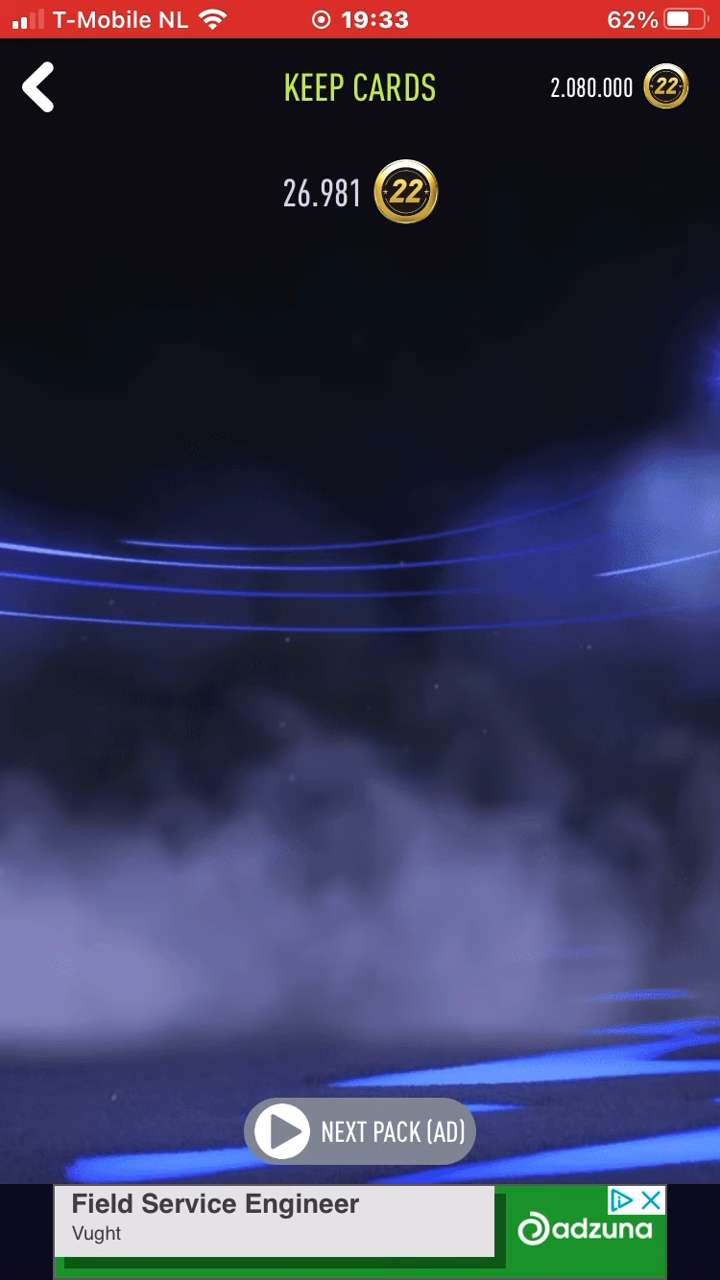 T-Mobile NL 19:33 62%
KEEP CARDS
2.080.000 22
26.981 22
NEXT PACK (AD)
Field Service Engineer
Vught
adzuna